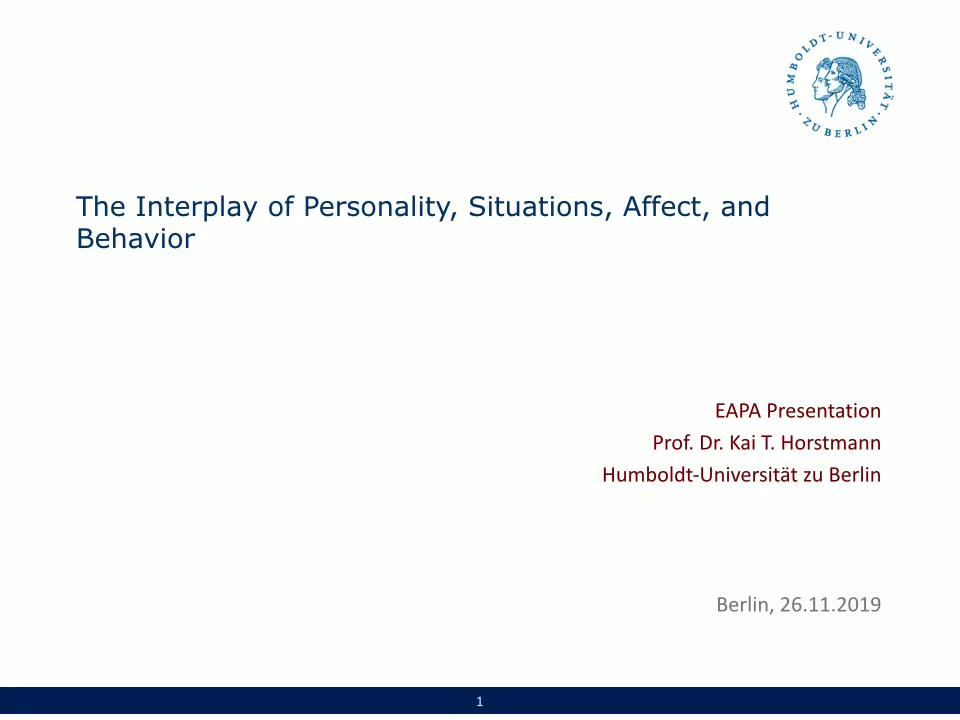 HUMBOLDT-UNIVERSITÄT
ZU BERLIN
The Interplay of Personality, Situations, Affect, and
Behavior
EAPA Presentation
Prof. Dr. Kai T. Horstmann
Humboldt-Universität zu Berlin
Berlin, 26.11.2019
1